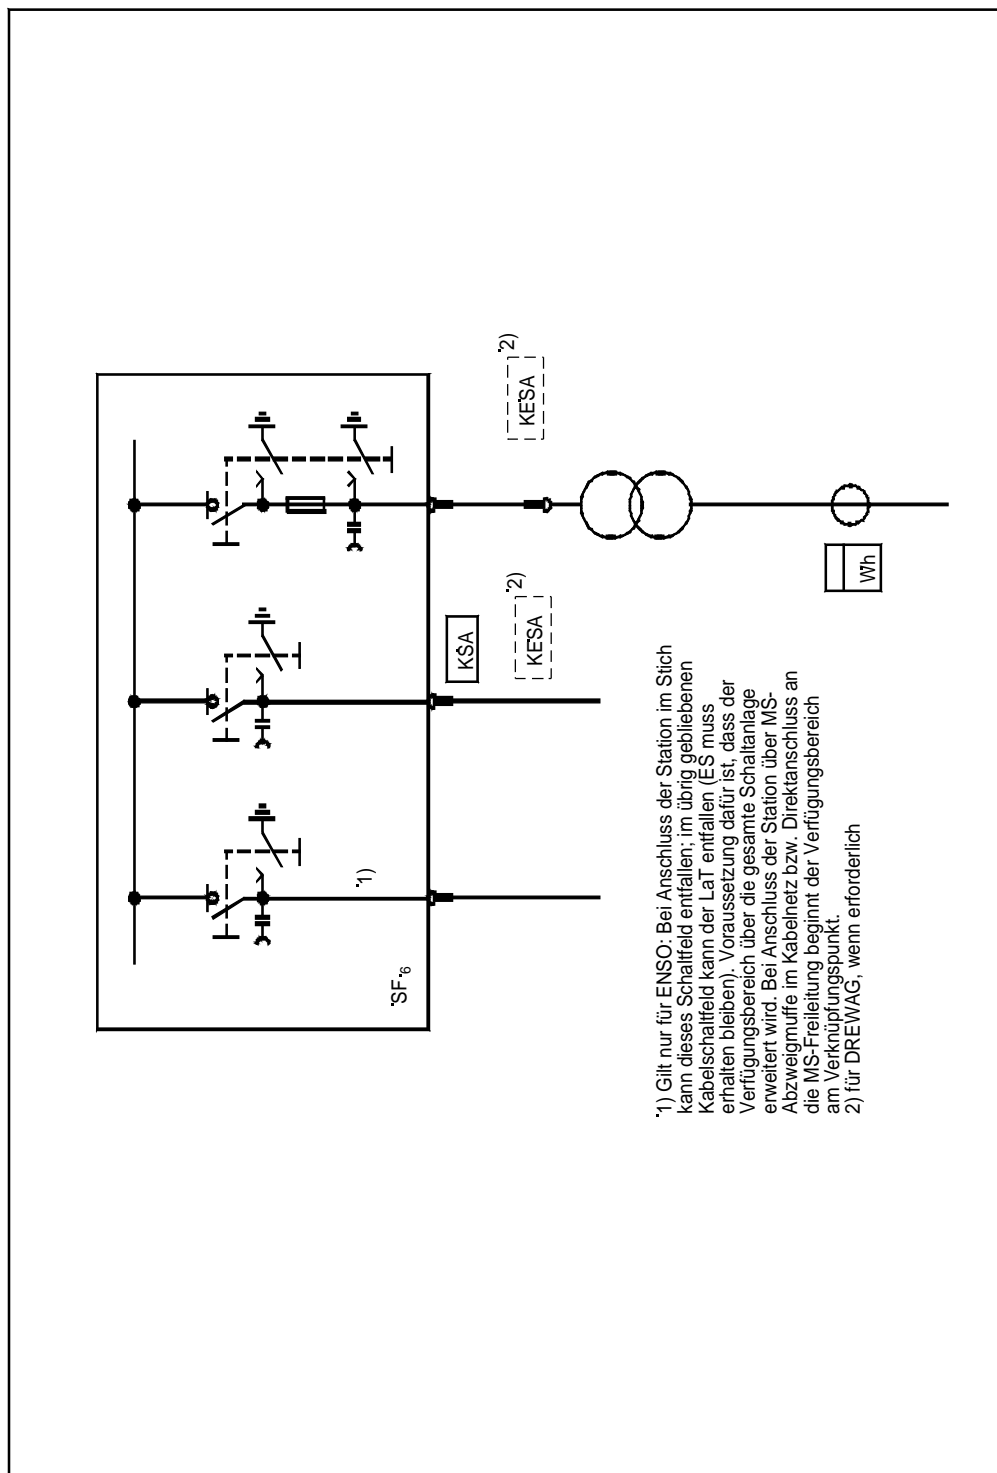 SF6
1)
KSA
KESA
2)
KESA
2)
Wh
1) Gilt nur für ENSO: Bei Anschluss der Station im Stich
kann dieses Schaltfeld entfallen; im übrig gebliebenen
Kabelschaltfeld kann der LaT entfallen (ES muss
erhalten bleiben). Voraussetzung dafür ist, dass der
Verfügungsbereich über die gesamte Schaltanlage
erweitert wird. Bei Anschluss der Station über MS-
Abzweigmuffe im Kabelnetz bzw. Direktanschluss an
die MS-Freileitung beginnt der Verfügungsbereich
am Verknüpfungspunkt.
2) für DREWAG, wenn erforderlich